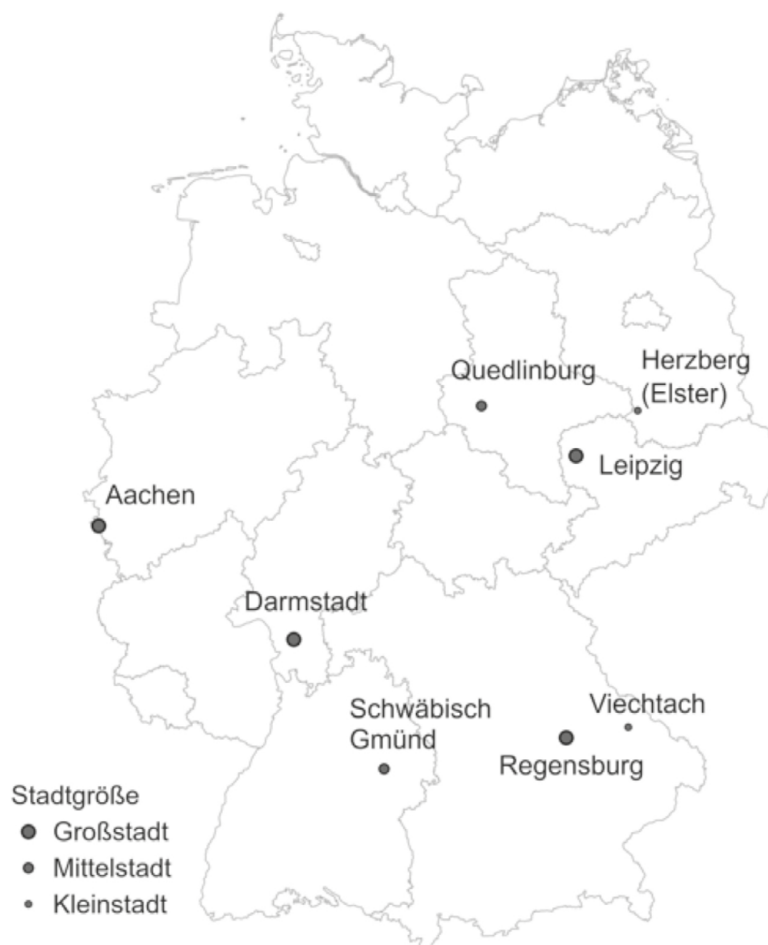 Quedlinburg
Herzberg
(Elster)
Leipzig
Aachen
Darmstadt
Schwäbisch
Gmünd
Viechtach
Regensburg
Stadtgröße
Großstadt
Mittelstadt
Kleinstadt